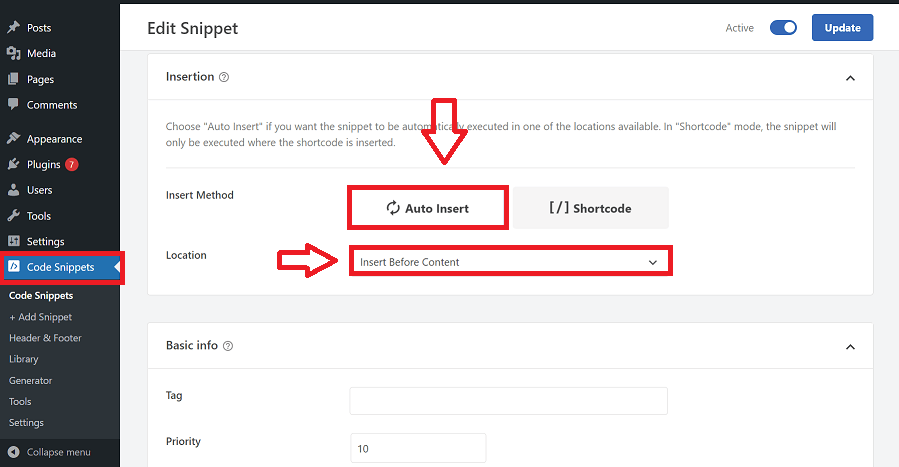 Posts
Media
Pages
Comments
Appearance
Plugins 7
Users
Tools
Settings
Code Snippets
Code Snippets
+ Add Snippet
Header & Footer
Library
Generator
Tools
Settings
Collapse menu
Edit Snippet
Active
Update
Insertion
Choose "Auto Insert" if you want the snippet to be automatically executed in one of the locations available. In "Shortcode" mode, the snippet will
only be executed where the shortcode is inserted.
Insert Method
Auto Insert
[/] Shortcode
Location
Insert Before Content
Basic info
Tag
Priority
10